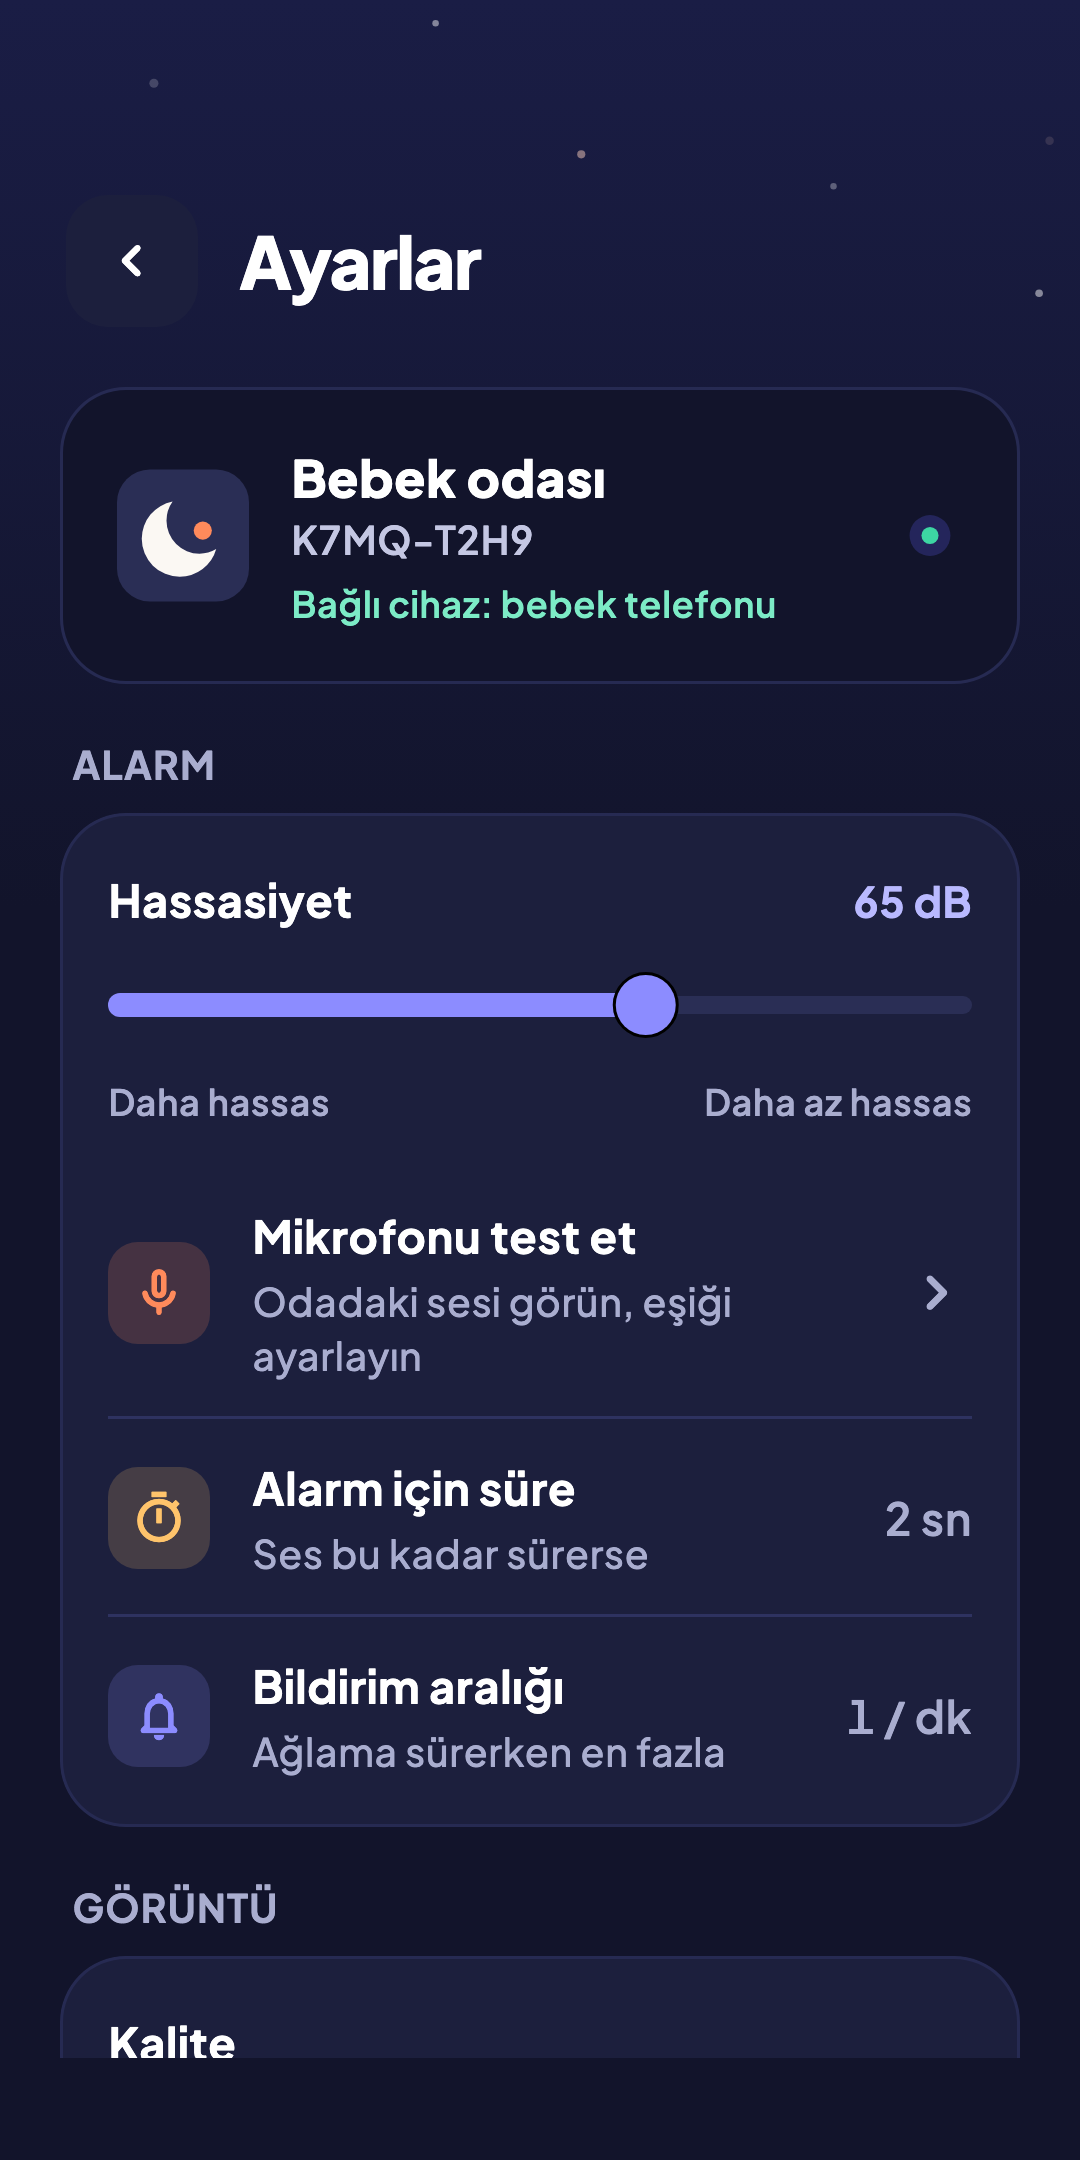 Ayarlar
Bebek odası
K7MQ-T2H9
Bağlı cihaz: bebek telefonu
ALARM
Hassasiyet
65 dB
Daha hassas
Daha az hassas
Mikrofonu test et
Odadaki sesi görün, eşiği
ayarlayın
Alarm için süre
Ses bu kadar sürerse
2 sn
Bildirim aralığı
Ağlama sürerken en fazla
1 / dk
GÖRÜNTÜ
Kalite